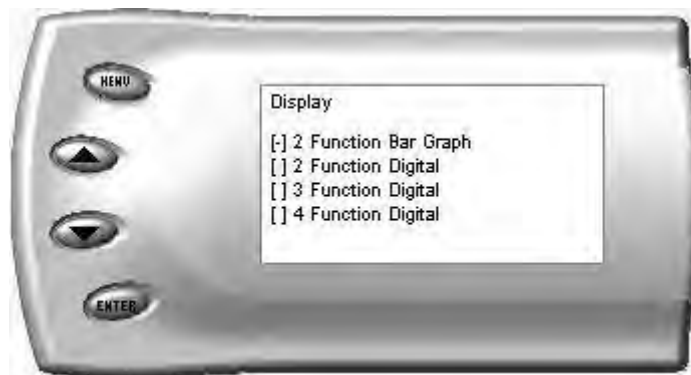 MENU
Display
[-] 2 Function Bar Graph
[ ] 2 Function Digital
[ ] 3 Function Digital
[ ] 4 Function Digital
ENTER